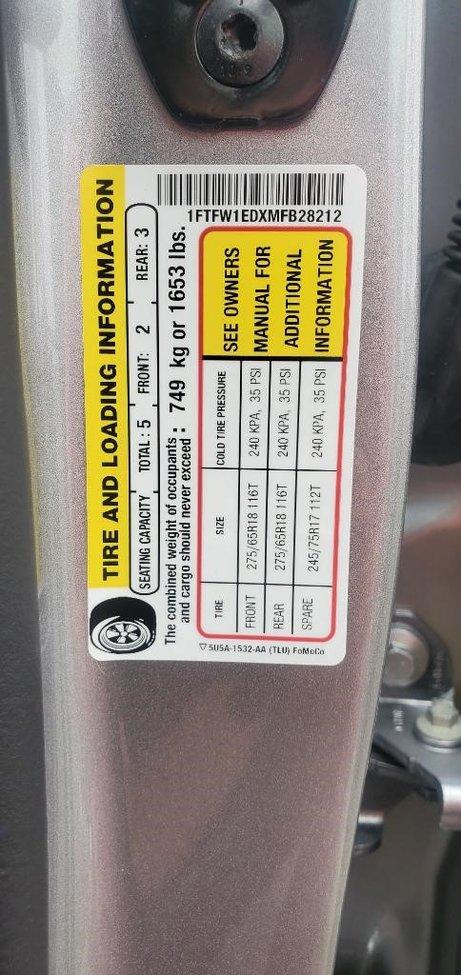 10.9
1FTFW1EDXMFB28212
TIRE AND LOADING INFORMATION
SEATING CAPACITY TOTAL : 5 FRONT: 2 REAR: 3
The combined weight of occupants
and cargo should never exceed : 749 kg or 1653 lbs.
TIRE SIZE COLD TIRE PRESSURE
FRONT 275/65R18 116T 240 KPA, 35 PSI
REAR 275/65R18 116T 240 KPA, 35 PSI
SPARE 245/75R17 112T 240 KPA, 35 PSI
SEE OWNERS
MANUAL FOR
ADDITIONAL
INFORMATION
▽ 5U5A-1532-AA (TLU) FoMoCo